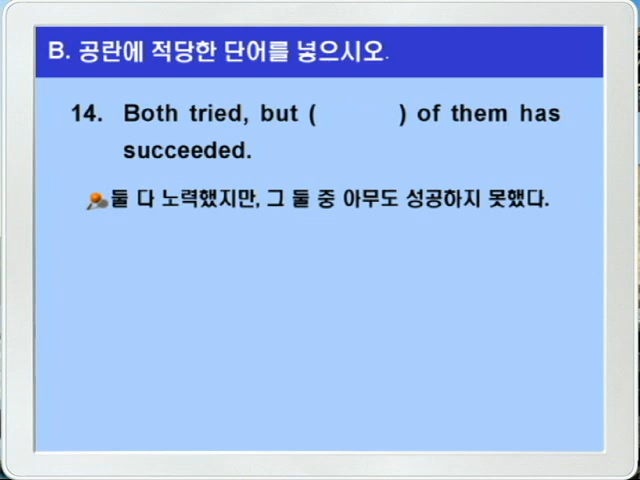 B. 공란에 적당한 단어를 넣으시오.
14. Both tried, but ( ) of them has
succeeded.
둘 다 노력했지만, 그 둘 중 아무도 성공하지 못했다.